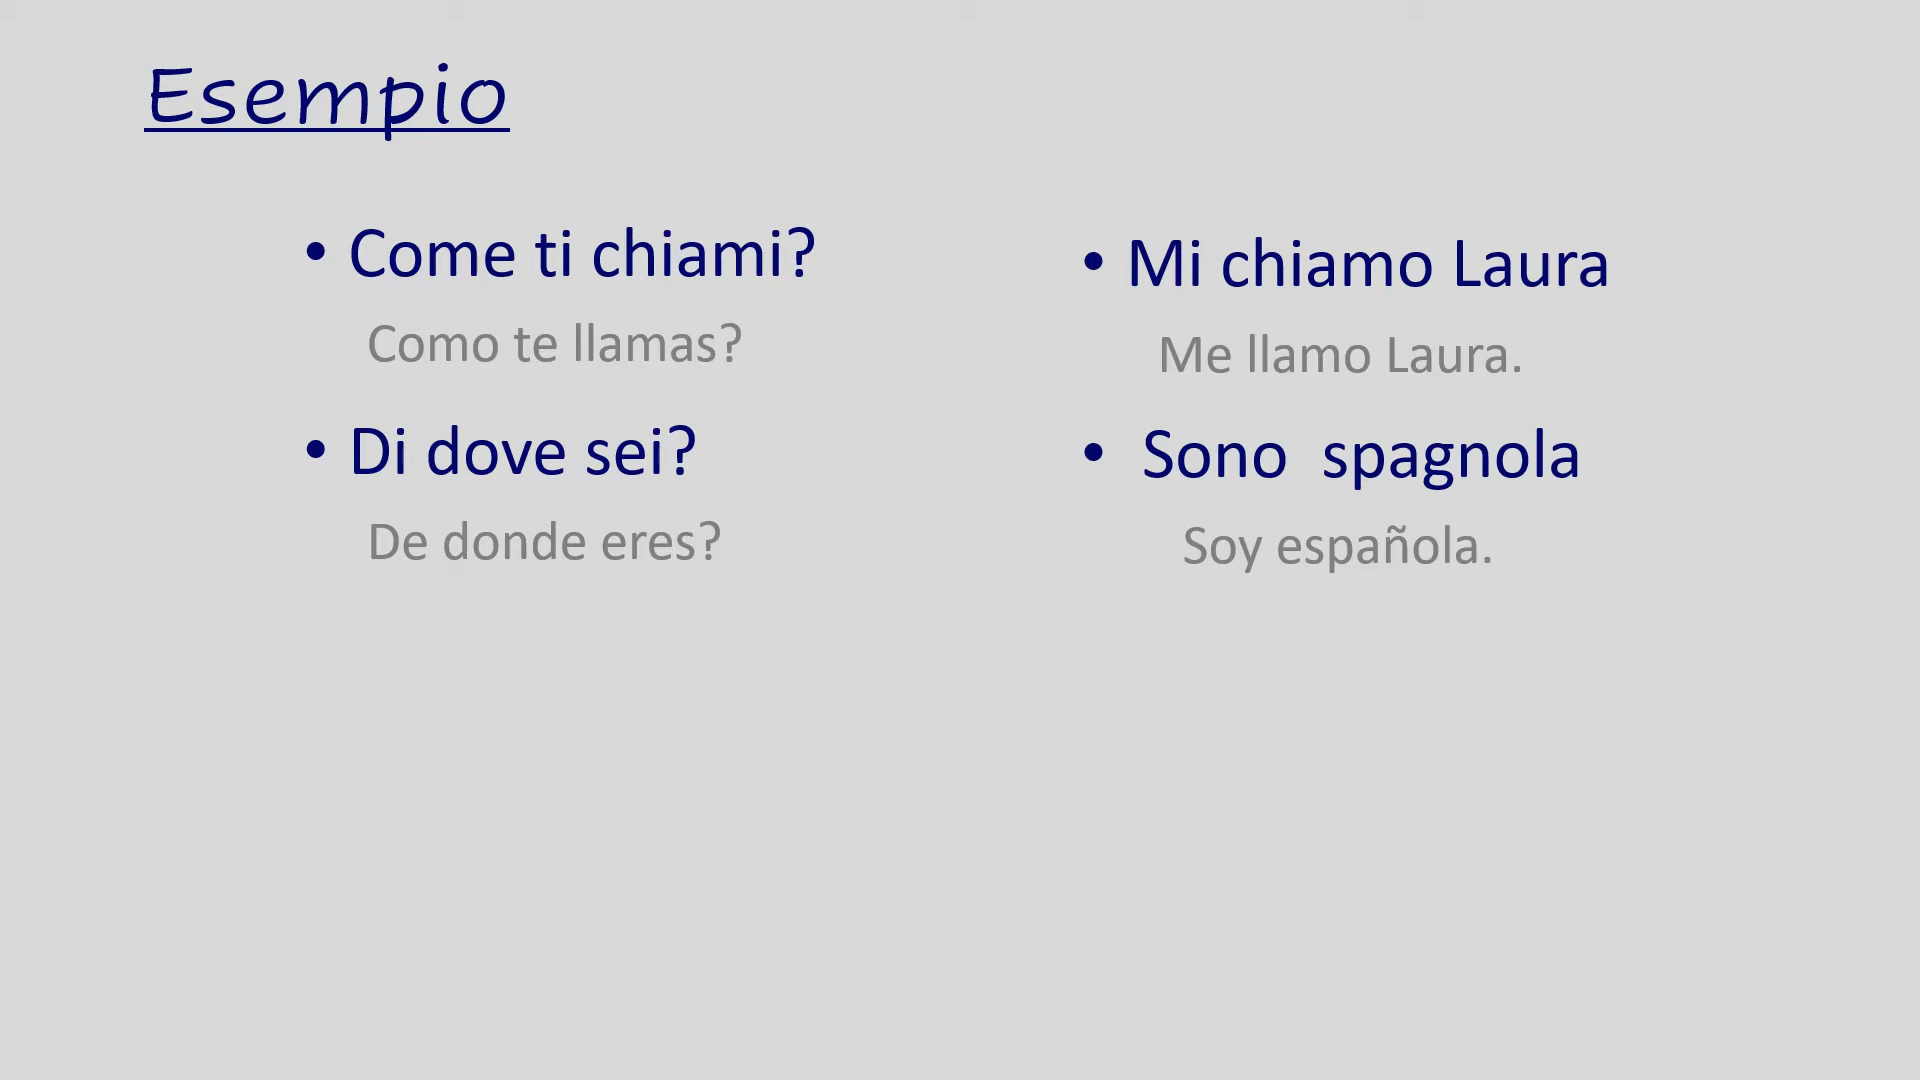 Esempio
• Come ti chiami?
Como te llamas?
• Di dove sei?
De donde eres?
• Mi chiamo Laura
Me llamo Laura.
• Sono spagnola
Soy española.